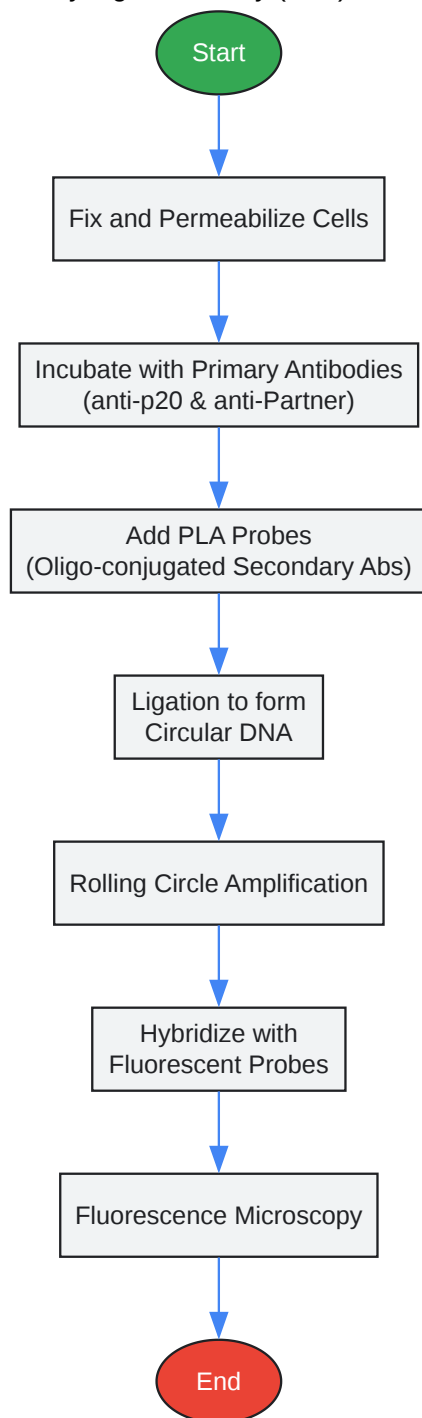 Start
Fix and Permeabilize Cells
Incubate with Primary Antibodies
(anti-p20 & anti-Partner)
Add PLA Probes
(Oligo-conjugated Secondary Abs)
Ligation to form
Circular DNA
Rolling Circle Amplification
Hybridize with
Fluorescent Probes
Fluorescence Microscopy
End